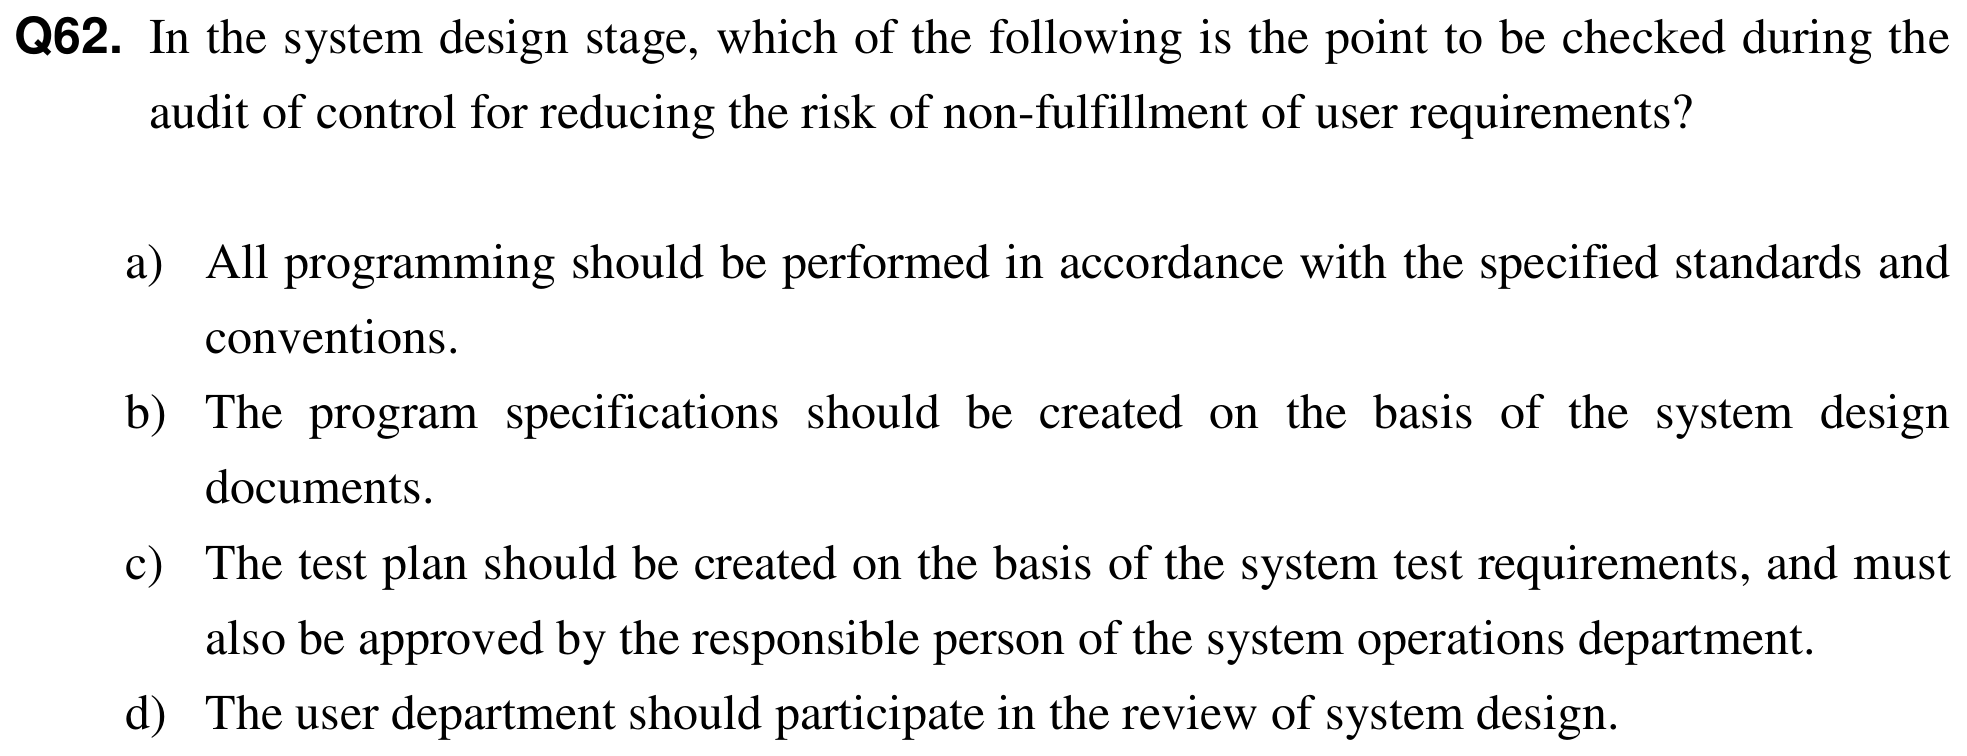 Q62. In the system design stage, which of the following is the point to be checked during the
audit of control for reducing the risk of non-fulfillment of user requirements?
a) All programming should be performed in accordance with the specified standards and
conventions.
b) The program specifications should be created on the basis of the system design
documents.
c) The test plan should be created on the basis of the system test requirements, and must
also be approved by the responsible person of the system operations department.
d) The user department should participate in the review of system design.